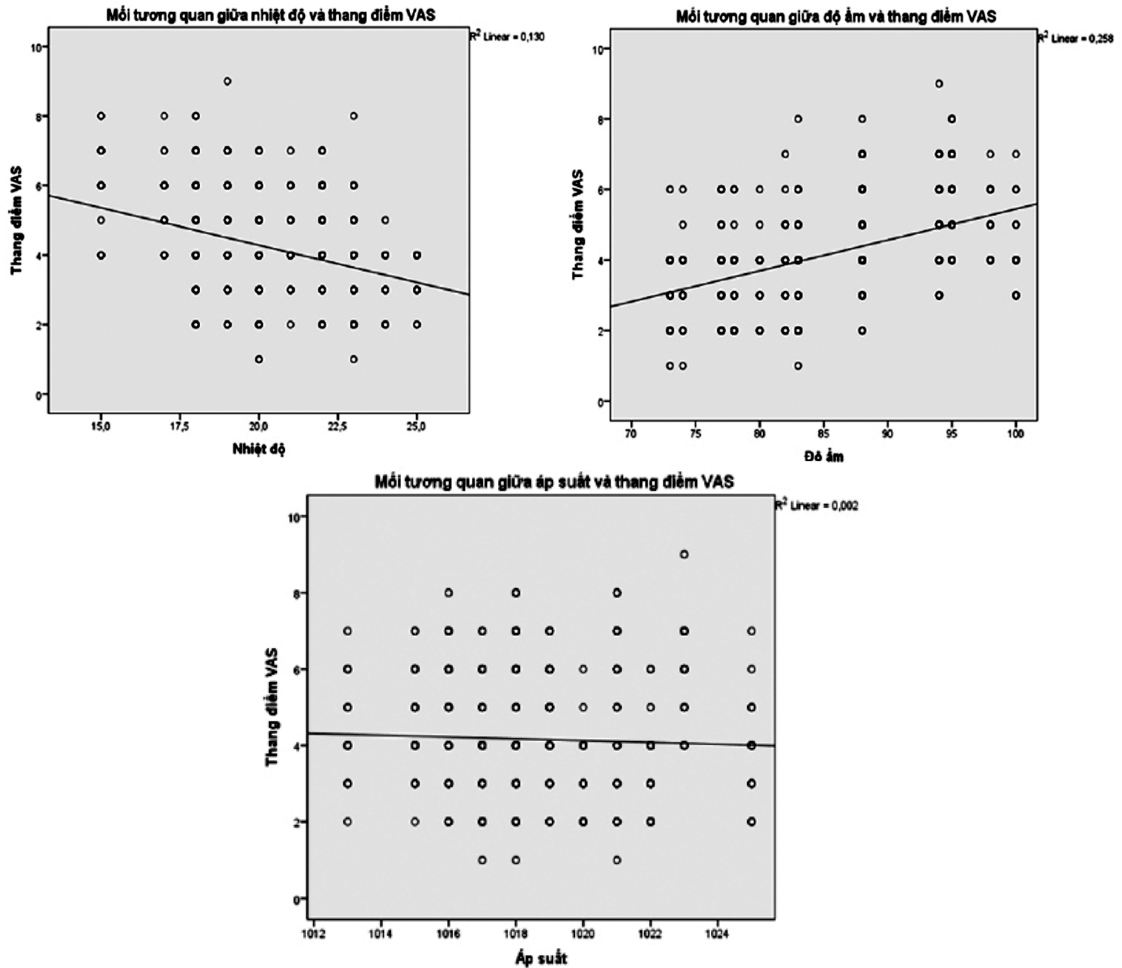 Mối tương quan giữa nhiệt độ và thang điểm VAS
R² Linear = 0,130
Thang điểm VAS
10
8
6
4
2
0
15,0 17,5 20,0 22,5 25,0
Nhiệt độ
Mối tương quan giữa độ ẩm và thang điểm VAS
R² Linear = 0,258
Thang điểm VAS
10
8
6
4
2
0
70 75 80 85 90 95 100
Đô ẩm
Mối tương quan giữa áp suất và thang điểm VAS
R² Linear = 0,002
Thang điểm VAS
10
8
6
4
2
0
1012 1014 1016 1018 1020 1022 1024
Áp suất